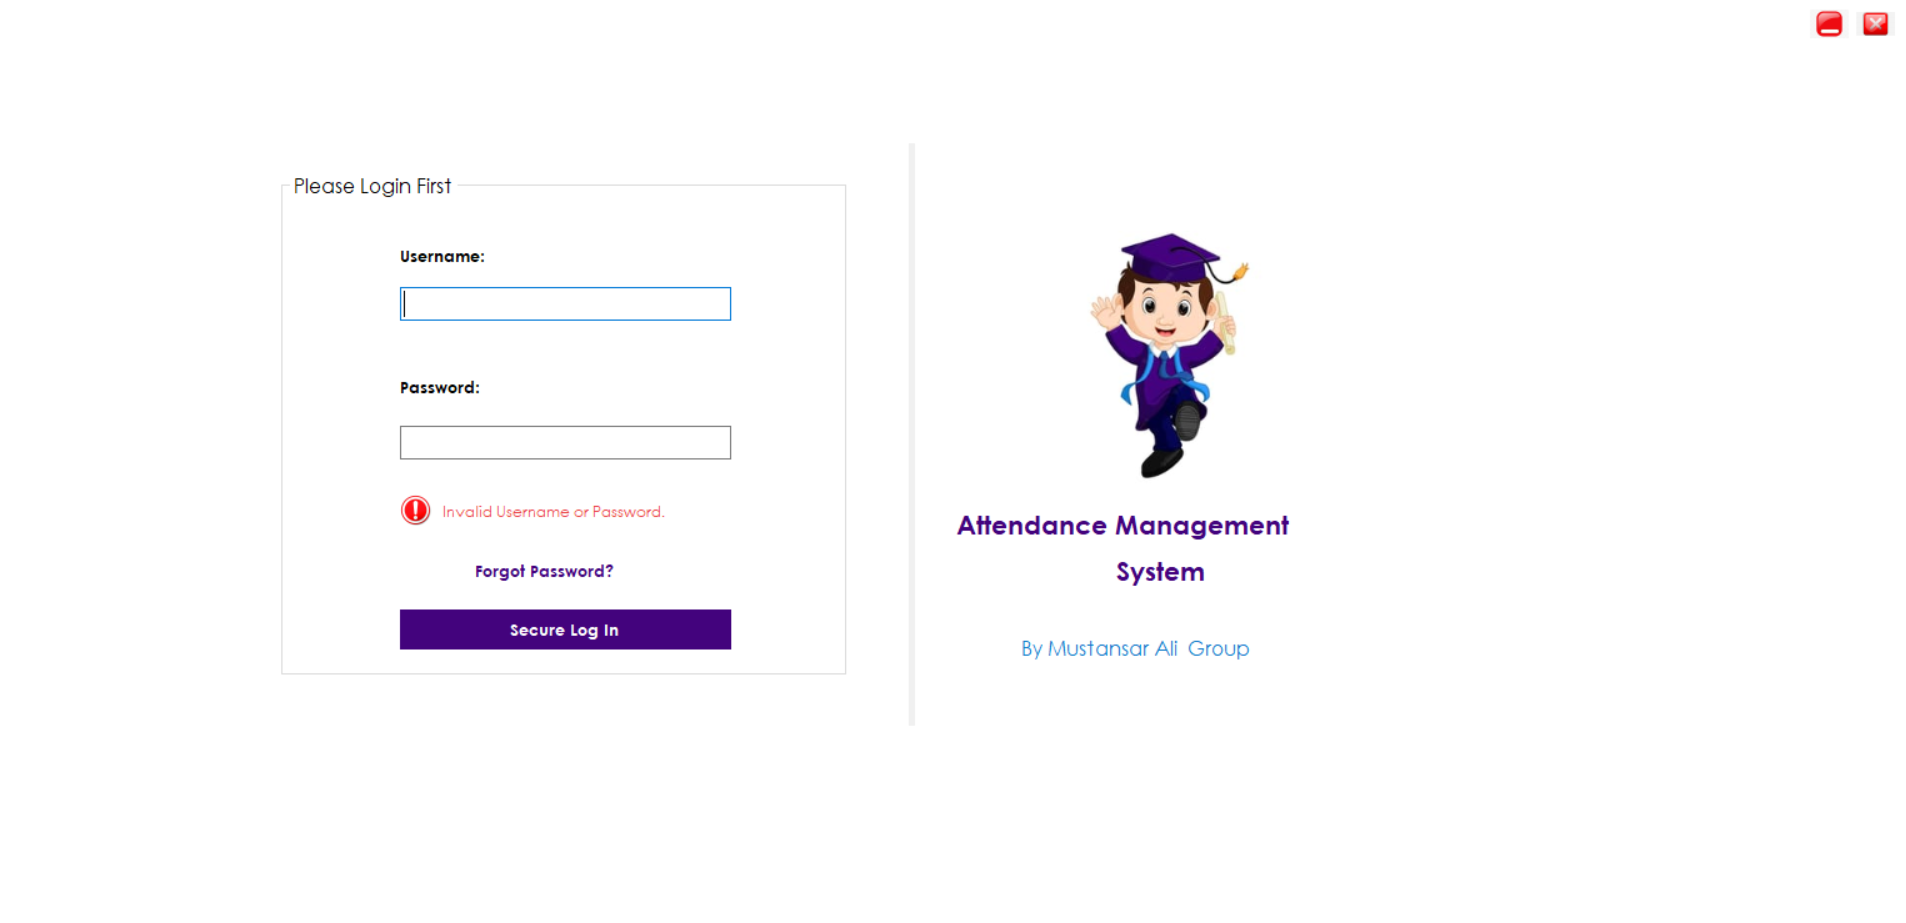 Please Login First
Username:
Password:
Invalid Username or Password.
Forgot Password?
Secure Log In
Attendance Management
System
By Mustansar Ali  Group